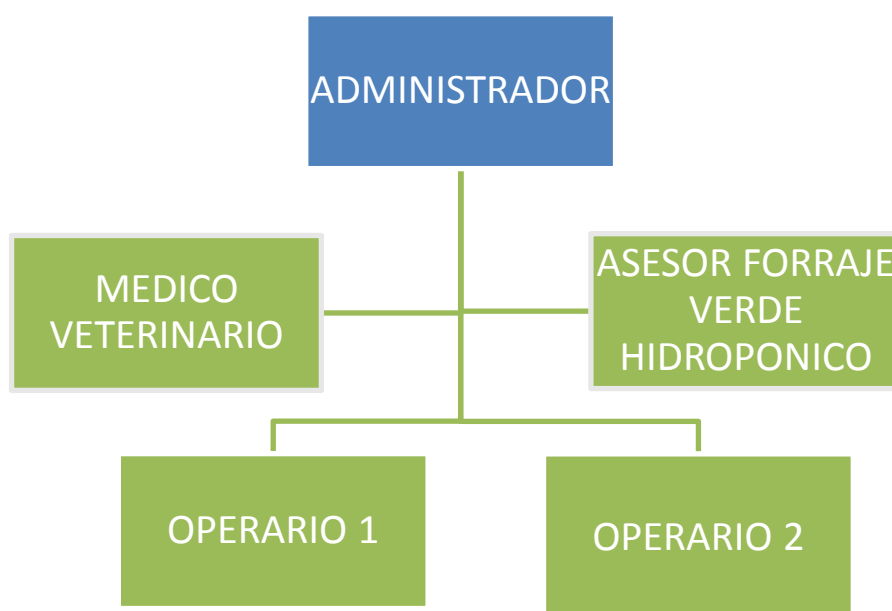 ADMINISTRADOR
MEDICO
VETERINARIO
ASESOR FORRAJE
VERDE
HIDROPONICO
OPERARIO 1
OPERARIO 2